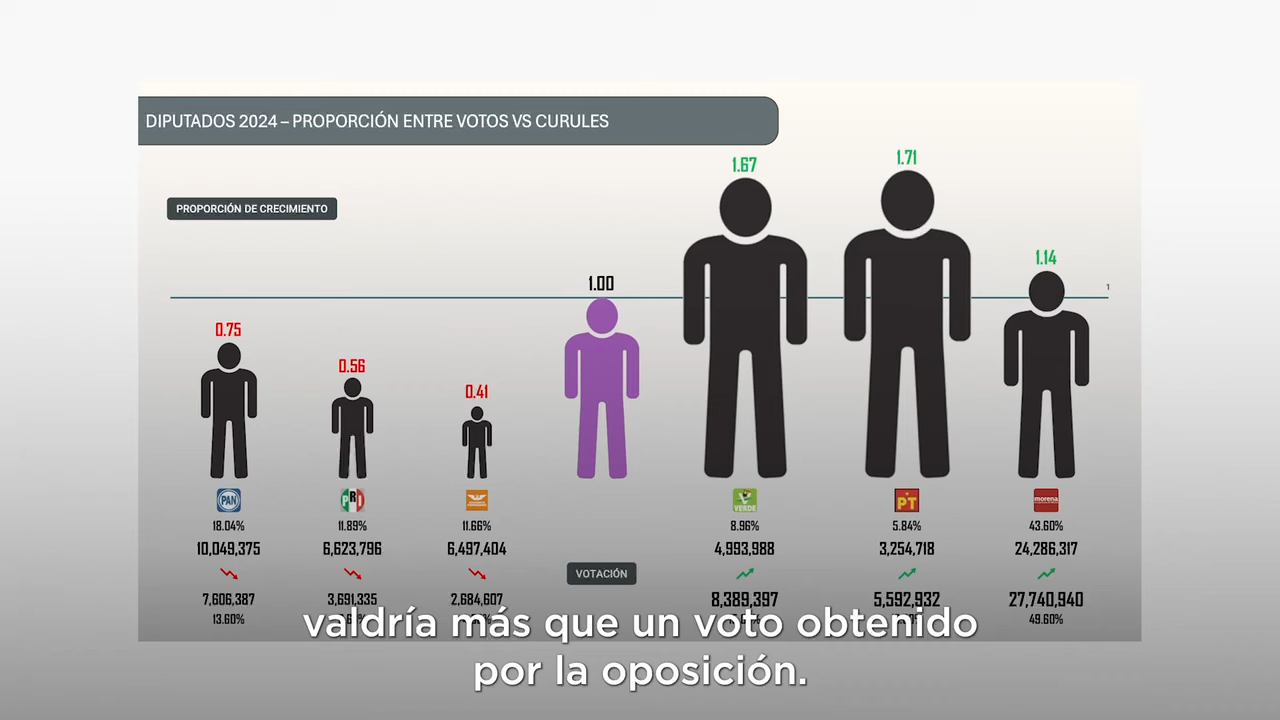 DIPUTADOS 2024 – PROPORCIÓN ENTRE VOTOS VS CURULES
PROPORCIÓN DE CRECIMIENTO
0.75
0.56
0.41
1.00
1.67
1.71
1.14
1
PAN
PRI
VERDE
PT
morena
18.04%
11.89%
11.66%
8.96%
5.84%
43.60%
10,049,375
6,623,796
6,497,404
4,993,988
3,254,718
24,286,317
VOTACIÓN
7,606,387
3,691,335
2,684,607
8,389,397
5,592,932
27,740,940
13.60%
49.60%
valdría más que un voto obtenido
por la oposición.